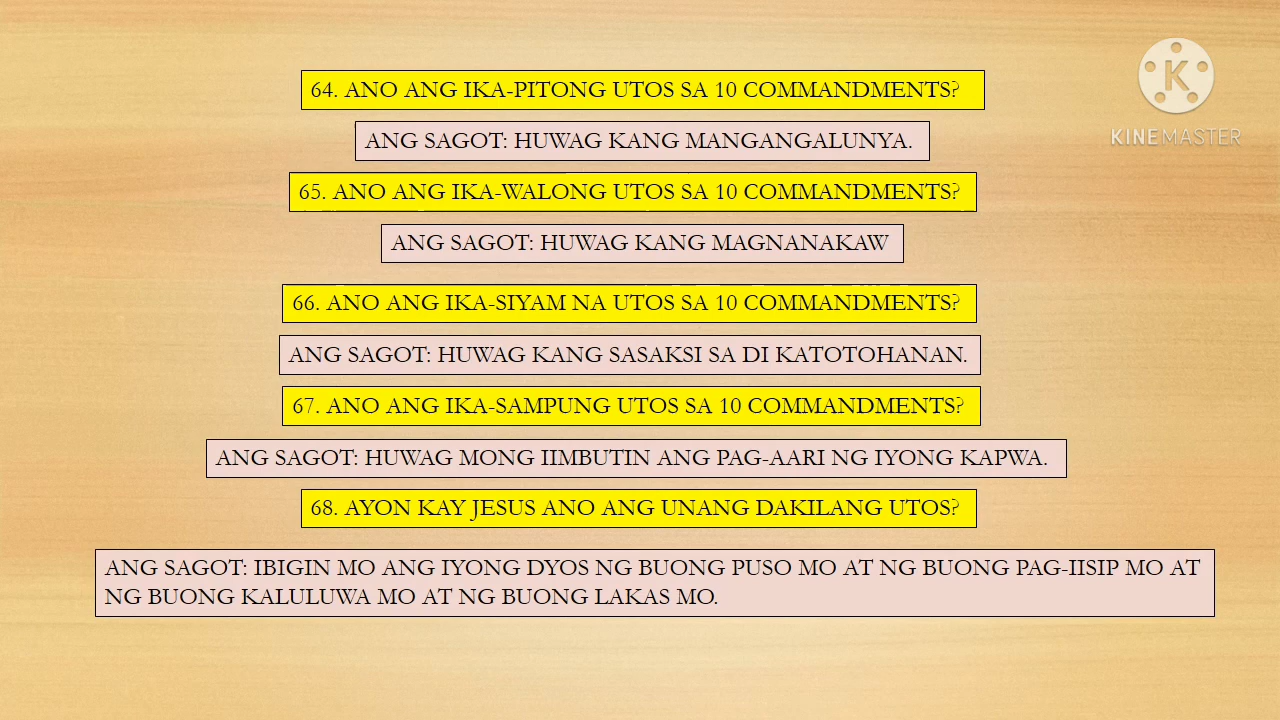 64. ANO ANG IKA-PITONG UTOS SA 10 COMMANDMENTS?
K
KINEMASTER
ANG SAGOT: HUWAG KANG MANGANGALUNYA.
65. ANO ANG IKA-WALONG UTOS SA 10 COMMANDMENTS?
ANG SAGOT: HUWAG KANG MAGNANAKAW
66. ANO ANG IKA-SIYAM NA UTOS SA 10 COMMANDMENTS?
ANG SAGOT: HUWAG KANG SASAKSI SA DI KATOTOHANAN.
67. ANO ANG IKA-SAMPUNG UTOS SA 10 COMMANDMENTS?
ANG SAGOT: HUWAG MONG IIMBUTIN ANG PAG-AARI NG IYONG KAPWA.
68. AYON KAY JESUS ANO ANG UNANG DAKILANG UTOS?
ANG SAGOT: IBIGIN MO ANG IYONG DYOS NG BUONG PUSO MO AT NG BUONG PAG-IISIP MO AT
NG BUONG KALULUWA MO AT NG BUONG LAKAS MO.